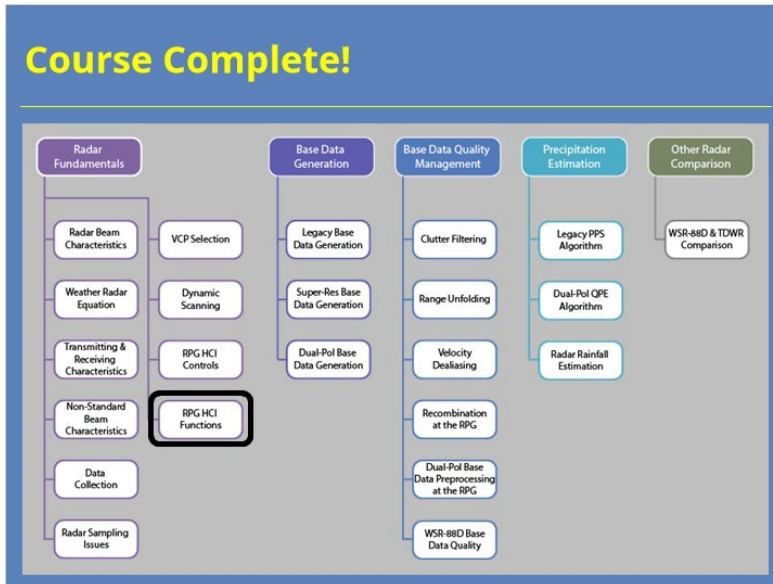 Course Complete!
Radar
Fundamentals
Radar Beam
Characteristics
Weather Radar
Equation
Transmitting &
Receiving
Characteristics
Non-Standard
Beam
Characteristics
Data
Collection
Radar Sampling
Issues
VCP Selection
Dynamic
Scanning
RPG HCI
Controls
RPG HCI
Functions
Base Data
Generation
Legacy Base
Data Generation
Super-Res Base
Data Generation
Dual-Pol Base
Data Generation
Base Data Quality
Management
Clutter Filtering
Range Unfolding
Velocity
Dealiasing
Recombination
at the RPG
Dual-Pol Base
Data Preprocessing
at the RPG
WSR-88D Base
Data Quality
Precipitation
Estimation
Legacy PPS
Algorithm
Dual-Pol QPE
Algorithm
Radar Rainfall
Estimation
Other Radar
Comparison
WSR-88D & TDWR
Comparison